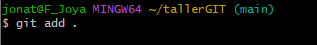 jonat@F_Joya MINGW64 ~/tallerGIT (main)
$ git add .